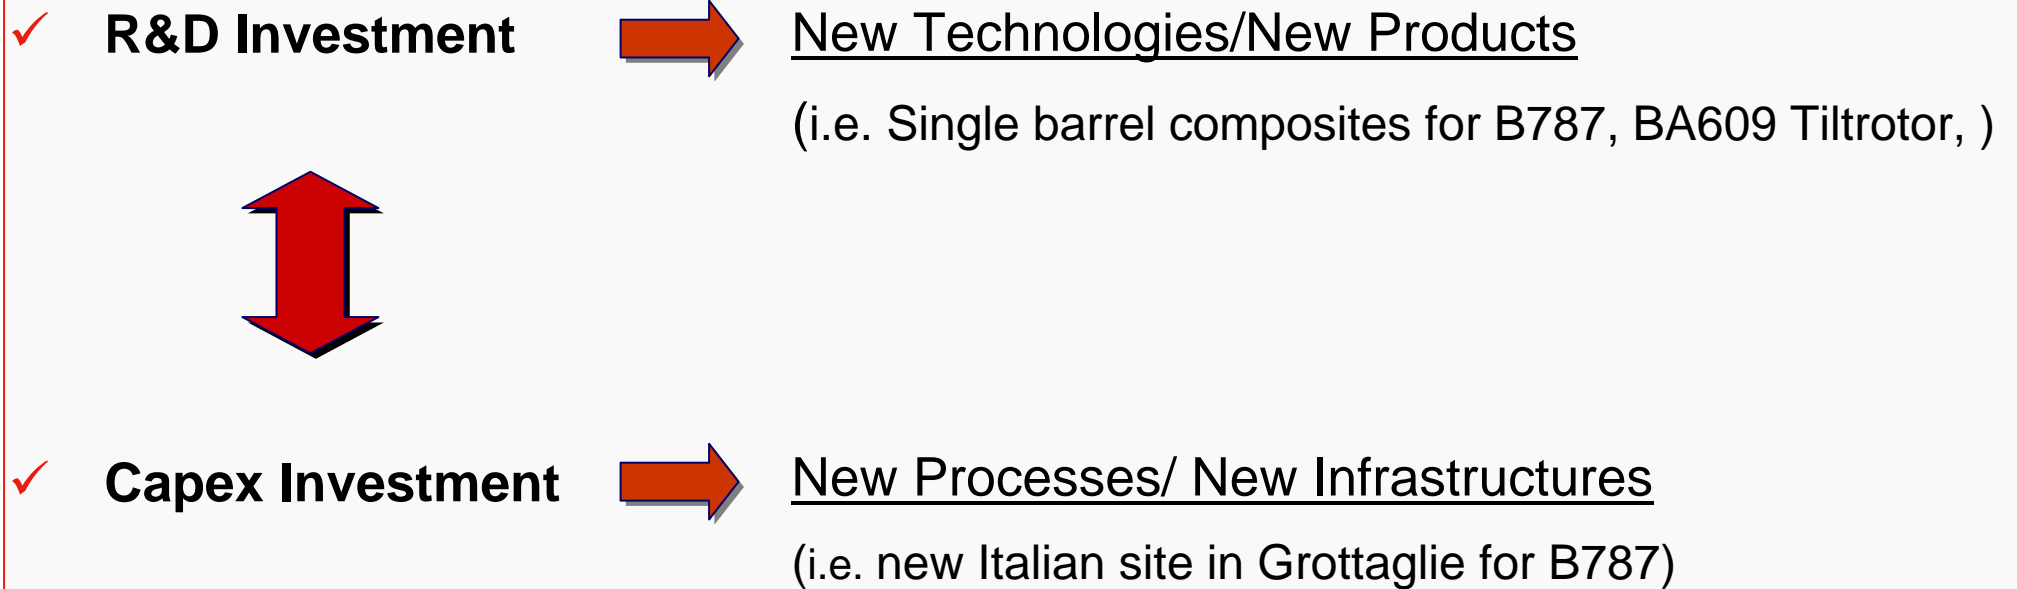 ✓ R&D Investment New Technologies/New Products
(i.e. Single barrel composites for B787, BA609 Tiltrotor, )
✓ Capex Investment New Processes/ New Infrastructures
(i.e. new Italian site in Grottaglie for B787)